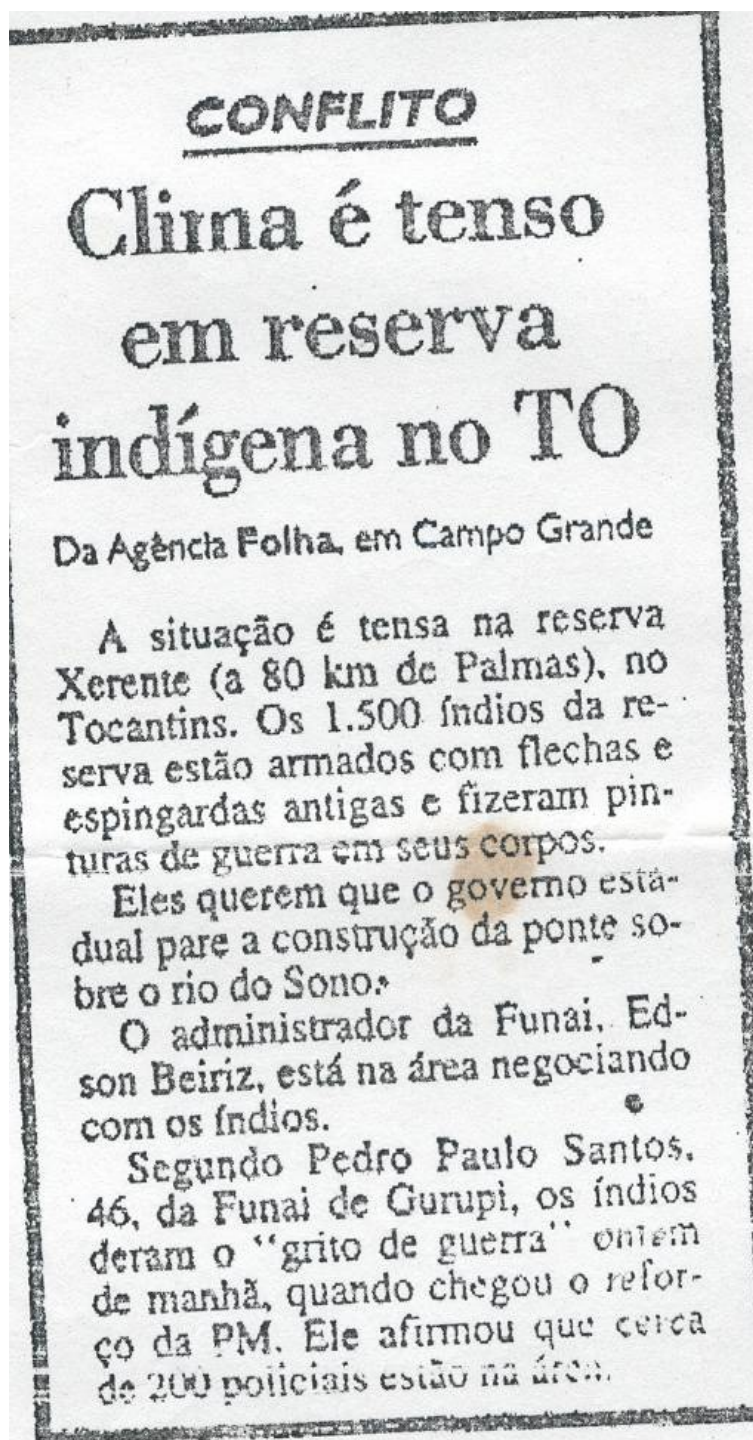 CONFLITO
Clima é tenso
em reserva
indígena no TO
Da Agência Folha, em Campo Grande
A situação é tensa na reserva
Xerente (a 80 km de Palmas), no
Tocantins. Os 1.500 índios da re-
serva estão armados com flechas e
espingardas antigas e fizeram pin-
turas de guerra em seus corpos.
Eles querem que o governo esta-
dual pare a construção da ponte so-
bre o rio do Sono.
O administrador da Funai, Ed-
son Beiriz, está na área negociando
com os índios.
Segundo Pedro Paulo Santos,
46, da Funai de Gurupi, os índios
deram o "grito de guerra" ontem
de manhã, quando chegou o refor-
ço da PM. Ele afirmou que cerca
de 200 policiais estão na área.